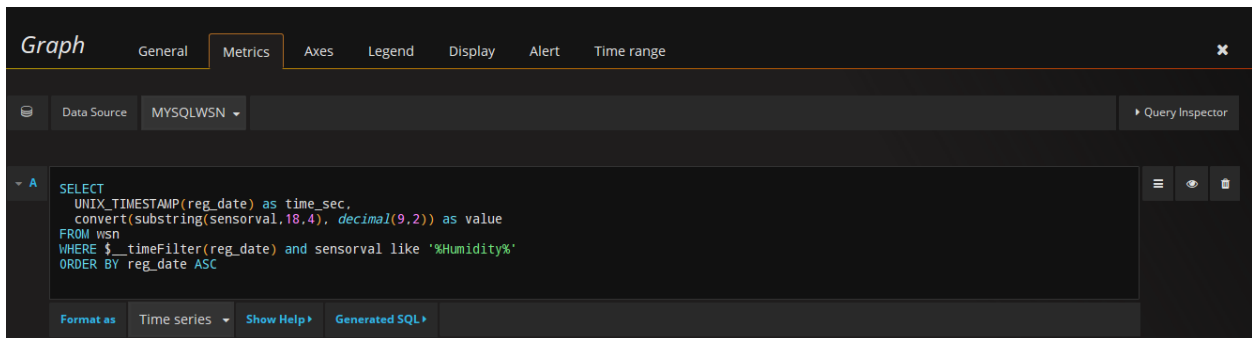 Graph General Metrics Axes Legend Display Alert Time range ×
Data Source MYSQLWSN Query Inspector
A
SELECT
UNIX_TIMESTAMP(reg_date) as time_sec,
convert(substring(sensorval,18,4), decimal(9,2)) as value
FROM wsn
WHERE $__timeFilter(reg_date) and sensorval like '%Humidity%'
ORDER BY reg_date ASC
Format as Time series Show Help Generated SQL